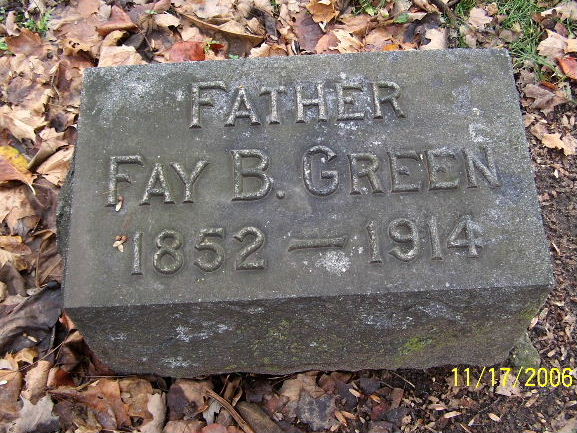 FATHER
FAY B. GREEN
1852 — 1914
11/17/2006